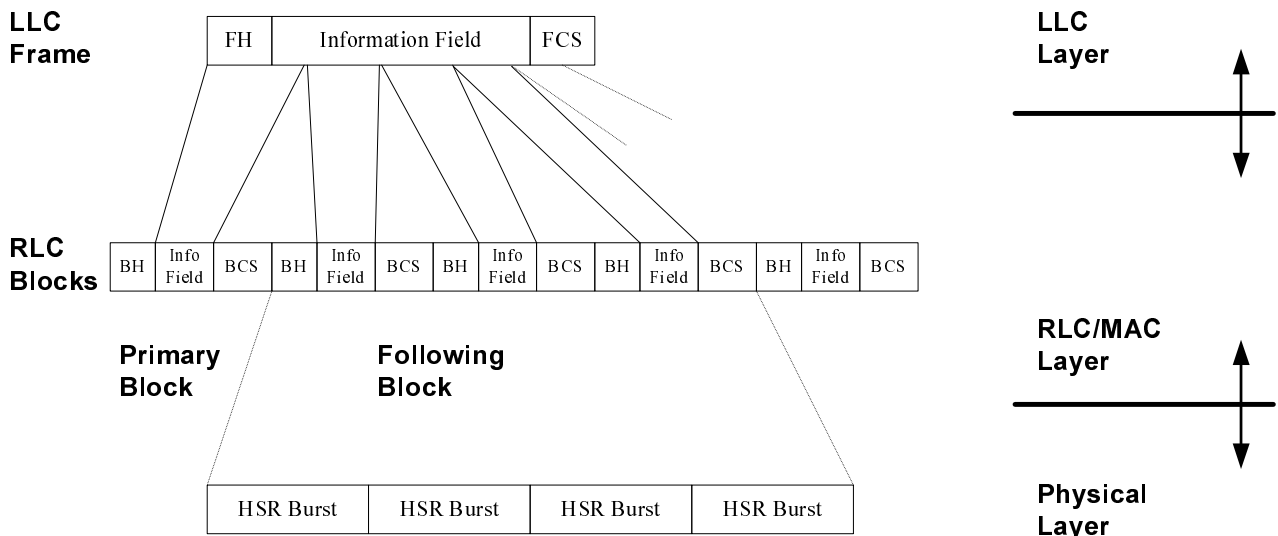 LLC
Frame
FH
Information Field
FCS
LLC
Layer
RLC
Blocks
BH
Info
Field
BCS
BH
Info
Field
BCS
BH
Info
Field
BCS
BH
Info
Field
BCS
BH
Info
Field
BCS
Primary
Block
Following
Block
RLC/MAC
Layer
HSR Burst
HSR Burst
HSR Burst
HSR Burst
Physical
Layer